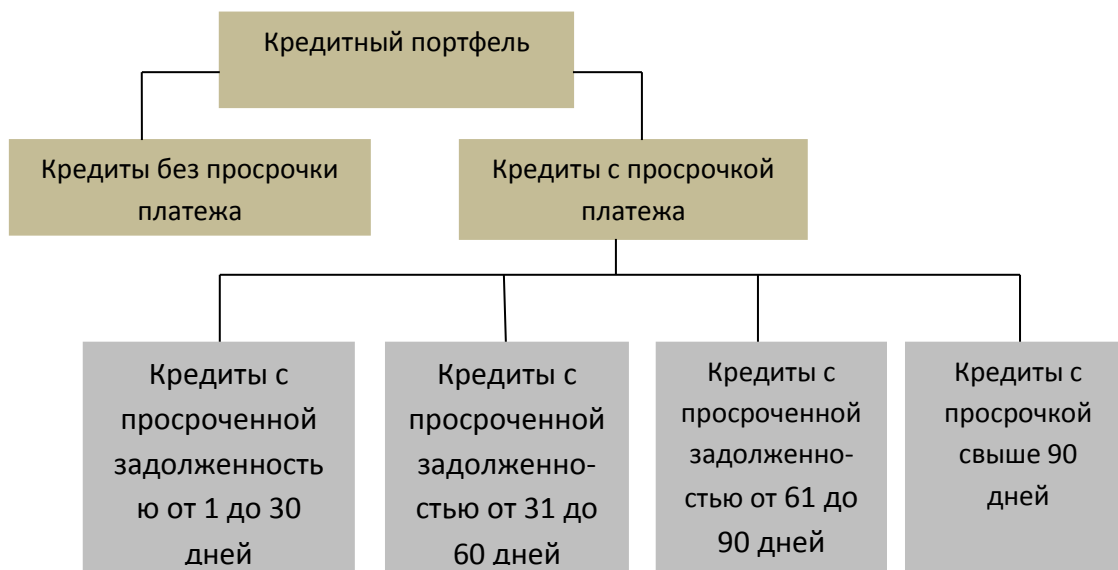 Кредитный портфель
Кредиты без просрочки
платежа
Кредиты с просрочкой
платежа
Кредиты с
просроченной
задолженность
ю от 1 до 30
дней
Кредиты с
просроченной
задолженно-
стью от 31 до
60 дней
Кредиты с
просроченной
задолженно-
стью от 61 до
90 дней
Кредиты с
просрочкой
свыше 90
дней